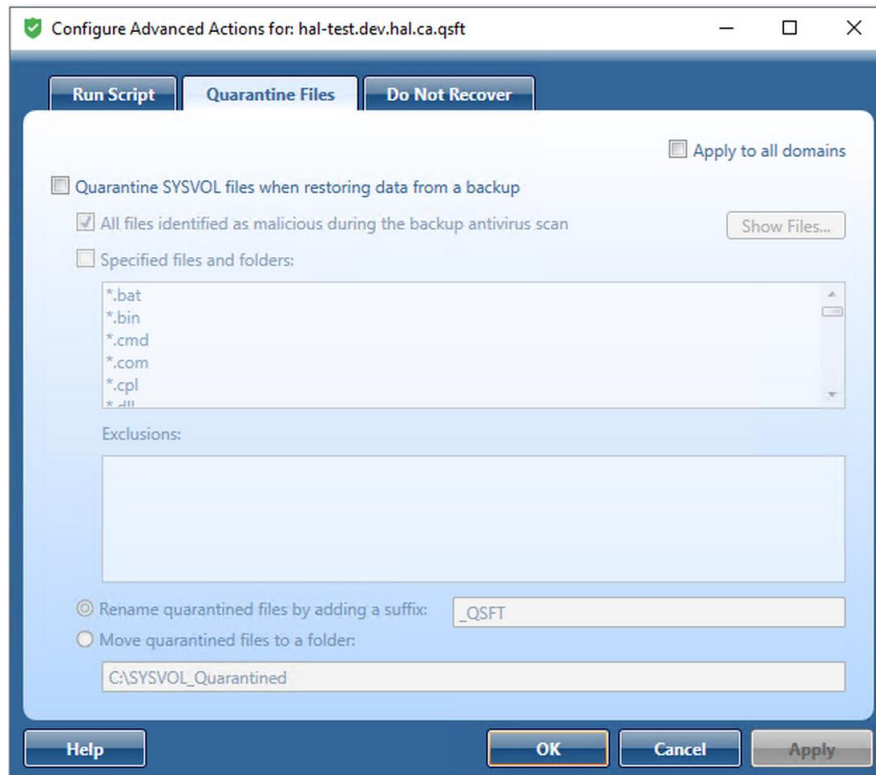 Configure Advanced Actions for: hal-test.dev.hal.ca.qsft
Run Script
Quarantine Files
Do Not Recover
Apply to all domains
Quarantine SYSVOL files when restoring data from a backup
All files identified as malicious during the backup antivirus scan
Show Files...
Specified files and folders:
*.bat
*.bin
*.cmd
*.com
*.cpl
*.dll
Exclusions:
Rename quarantined files by adding a suffix:
_QSFT
Move quarantined files to a folder:
C:\SYSVOL_Quarantined
Help
OK
Cancel
Apply